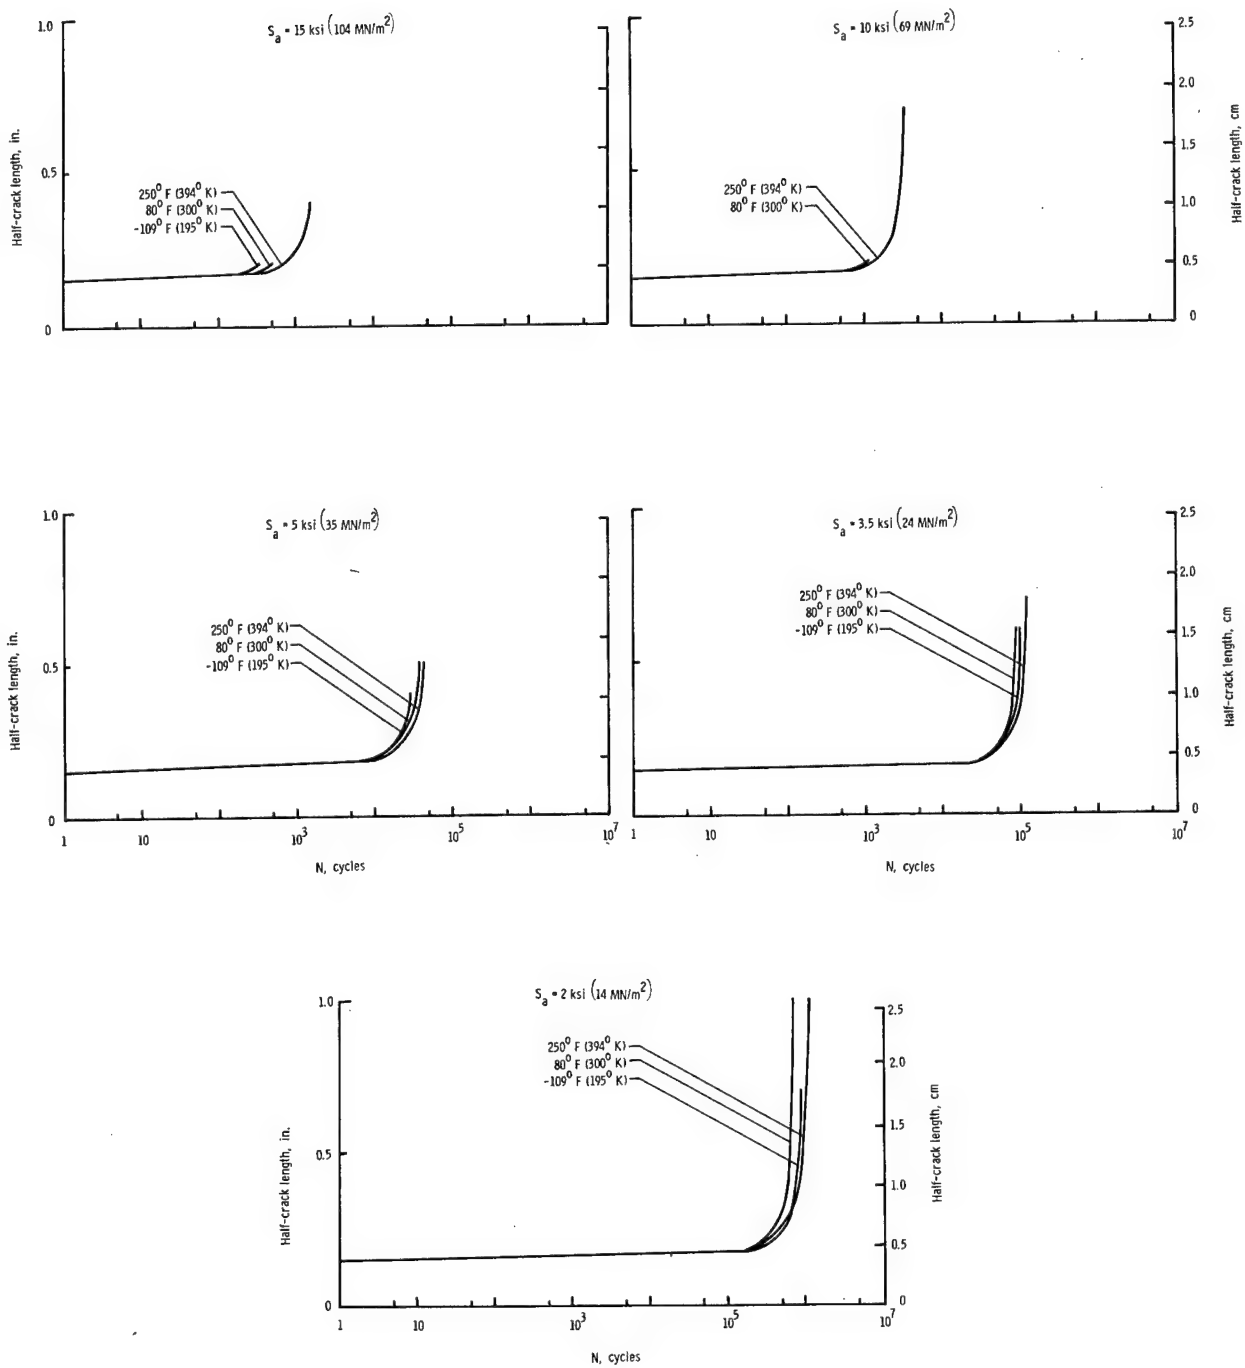 S_a = 15 ksi (104 MN/m²)
1.0
0.5
0
Half-crack length, in.
250° F (394° K)
80° F (300° K)
-109° F (195° K)
S_a = 10 ksi (69 MN/m²)
2.5
2.0
1.5
1.0
0.5
0
Half-crack length, cm
250° F (394° K)
80° F (300° K)
S_a = 5 ksi (35 MN/m²)
1.0
0.5
0
Half-crack length, in.
250° F (394° K)
80° F (300° K)
-109° F (195° K)
1 10 10³ 10⁵ 10⁷
N, cycles
S_a = 3.5 ksi (24 MN/m²)
2.5
2.0
1.5
1.0
0.5
0
Half-crack length, cm
250° F (394° K)
80° F (300° K)
-109° F (195° K)
1 10 10³ 10⁵ 10⁷
N, cycles
S_a = 2 ksi (14 MN/m²)
1.0
0.5
0
Half-crack length, in.
250° F (394° K)
80° F (300° K)
-109° F (195° K)
2.5
2.0
1.5
1.0
0.5
0
Half-crack length, cm
1 10 10³ 10⁵ 10⁷
N, cycles